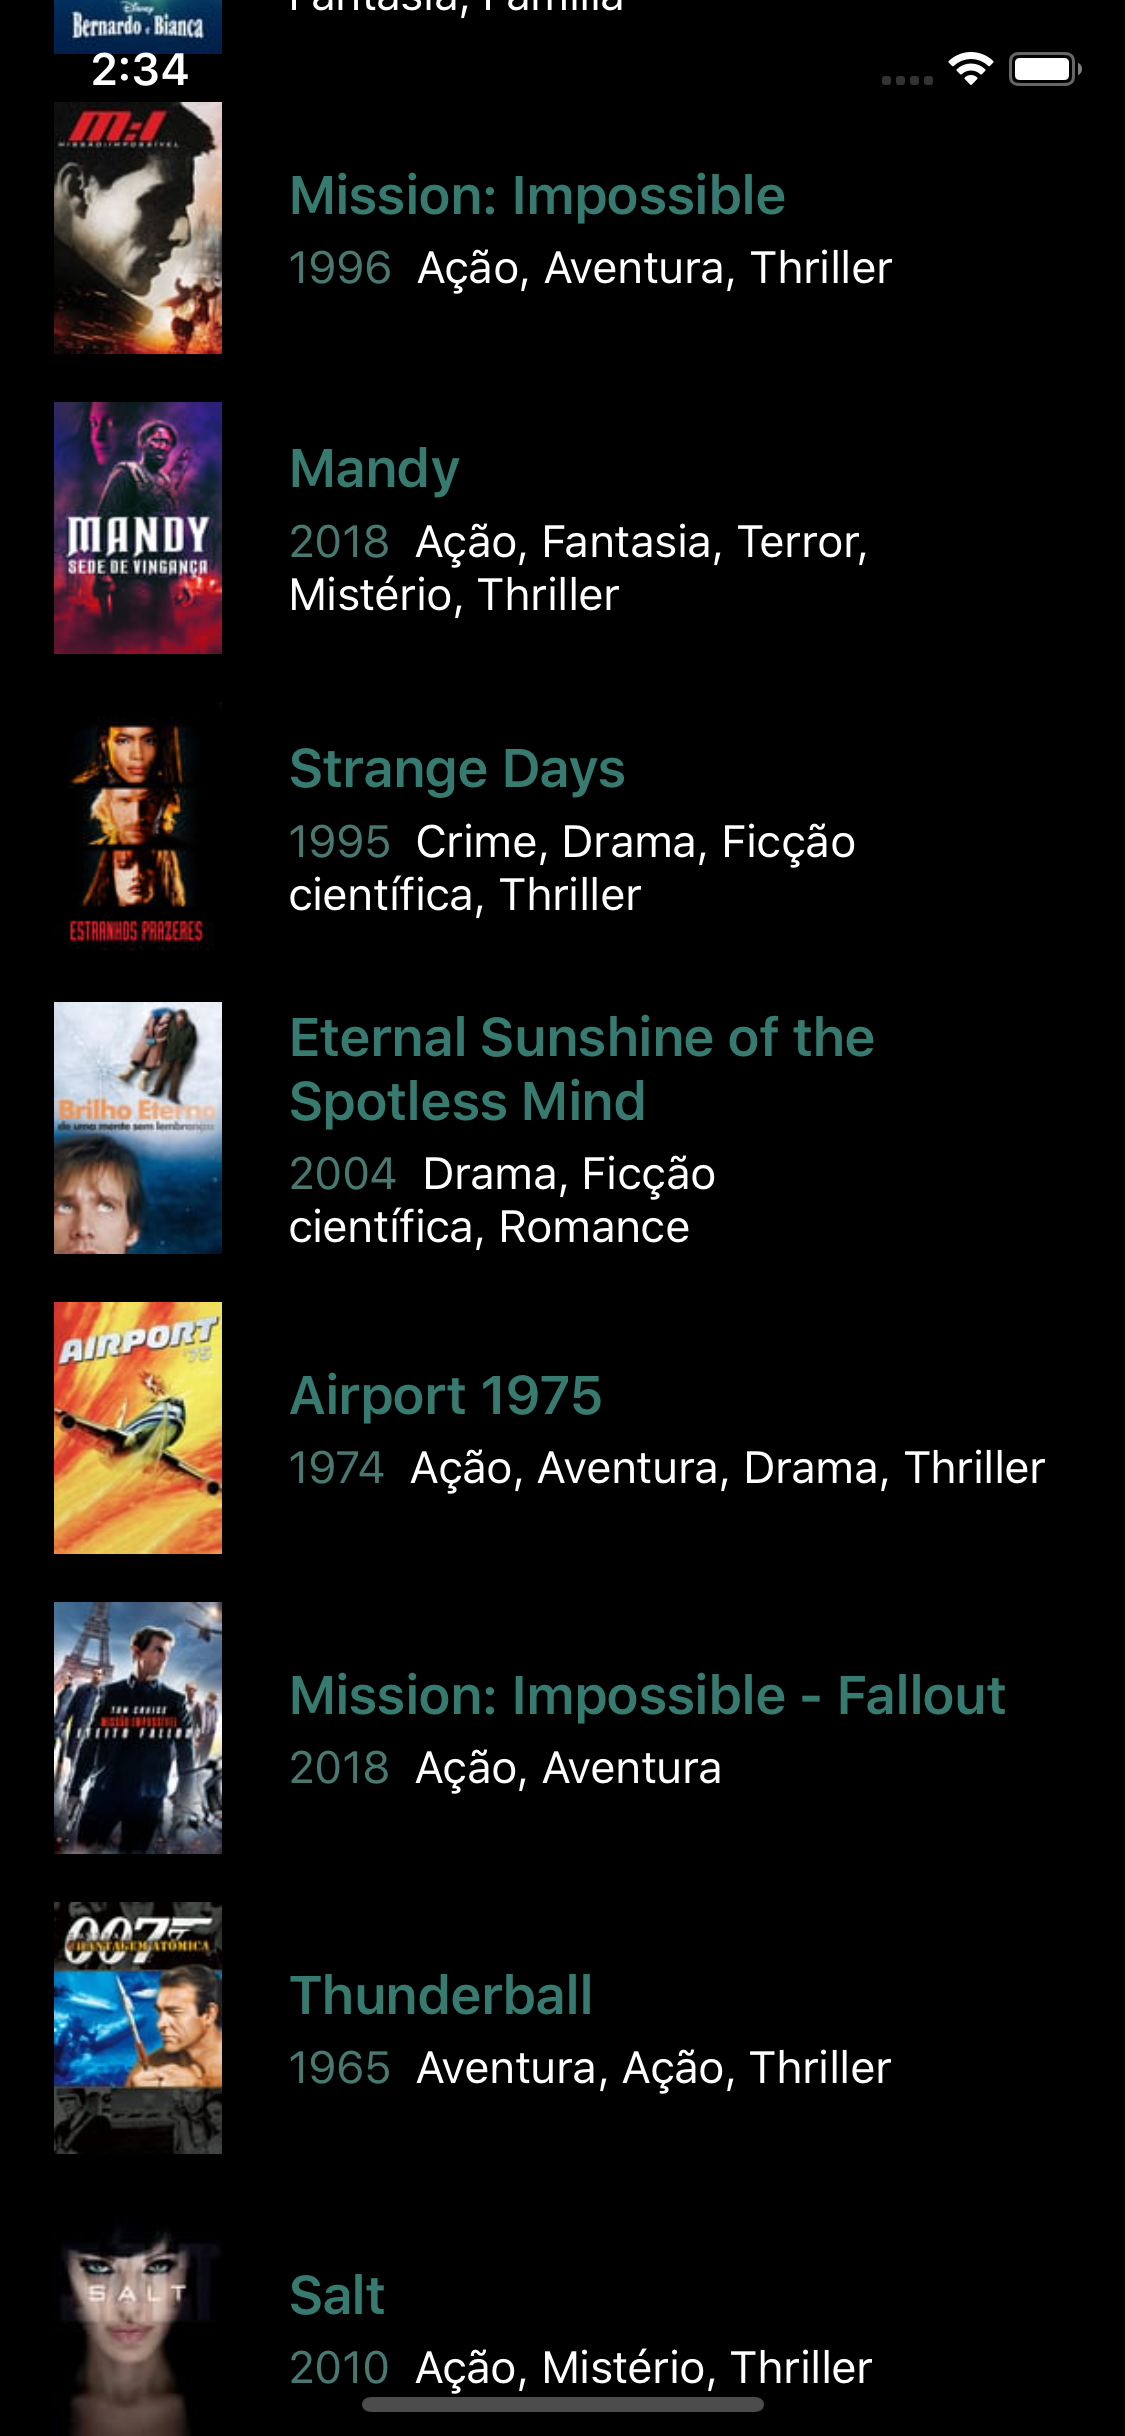 Disney
Bernardo e Bianca
Fantasia, Família
2:34
M:I
MISSÃO:IMPOSSÍVEL
Mission: Impossible
1996 Ação, Aventura, Thriller
MANDY
SEDE DE VINGANÇA
Mandy
2018 Ação, Fantasia, Terror,
Mistério, Thriller
ESTRANHOS PRAZERES
Strange Days
1995 Crime, Drama, Ficção
científica, Thriller
Brilho Eterno
de uma mente sem lembranças
Eternal Sunshine of the
Spotless Mind
2004 Drama, Ficção
científica, Romance
AIRPORT
'75
Airport 1975
1974 Ação, Aventura, Drama, Thriller
TOM CRUISE
MISSÃO:IMPOSSÍVEL
EFEITO FALLOUT
Mission: Impossible - Fallout
2018 Ação, Aventura
007
CHANTAGEM ATÔMICA
Thunderball
1965 Aventura, Ação, Thriller
SALT
Salt
2010 Ação, Mistério, Thriller